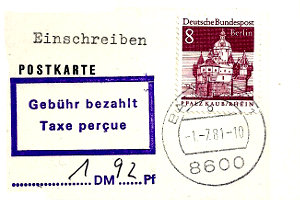 Einschreiben
POSTKARTE
Gebühr bezahlt
Taxe perçue
1 DM 92 Pf
Deutsche Bundespost
8 Berlin
PFALZ KAUB/RHEIN
-1.-7.81-10
8600